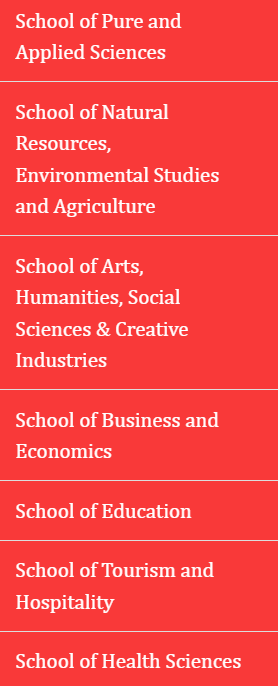 School of Pure and
Applied Sciences
School of Natural
Resources,
Environmental Studies
and Agriculture
School of Arts,
Humanities, Social
Sciences & Creative
Industries
School of Business and
Economics
School of Education
School of Tourism and
Hospitality
School of Health Sciences